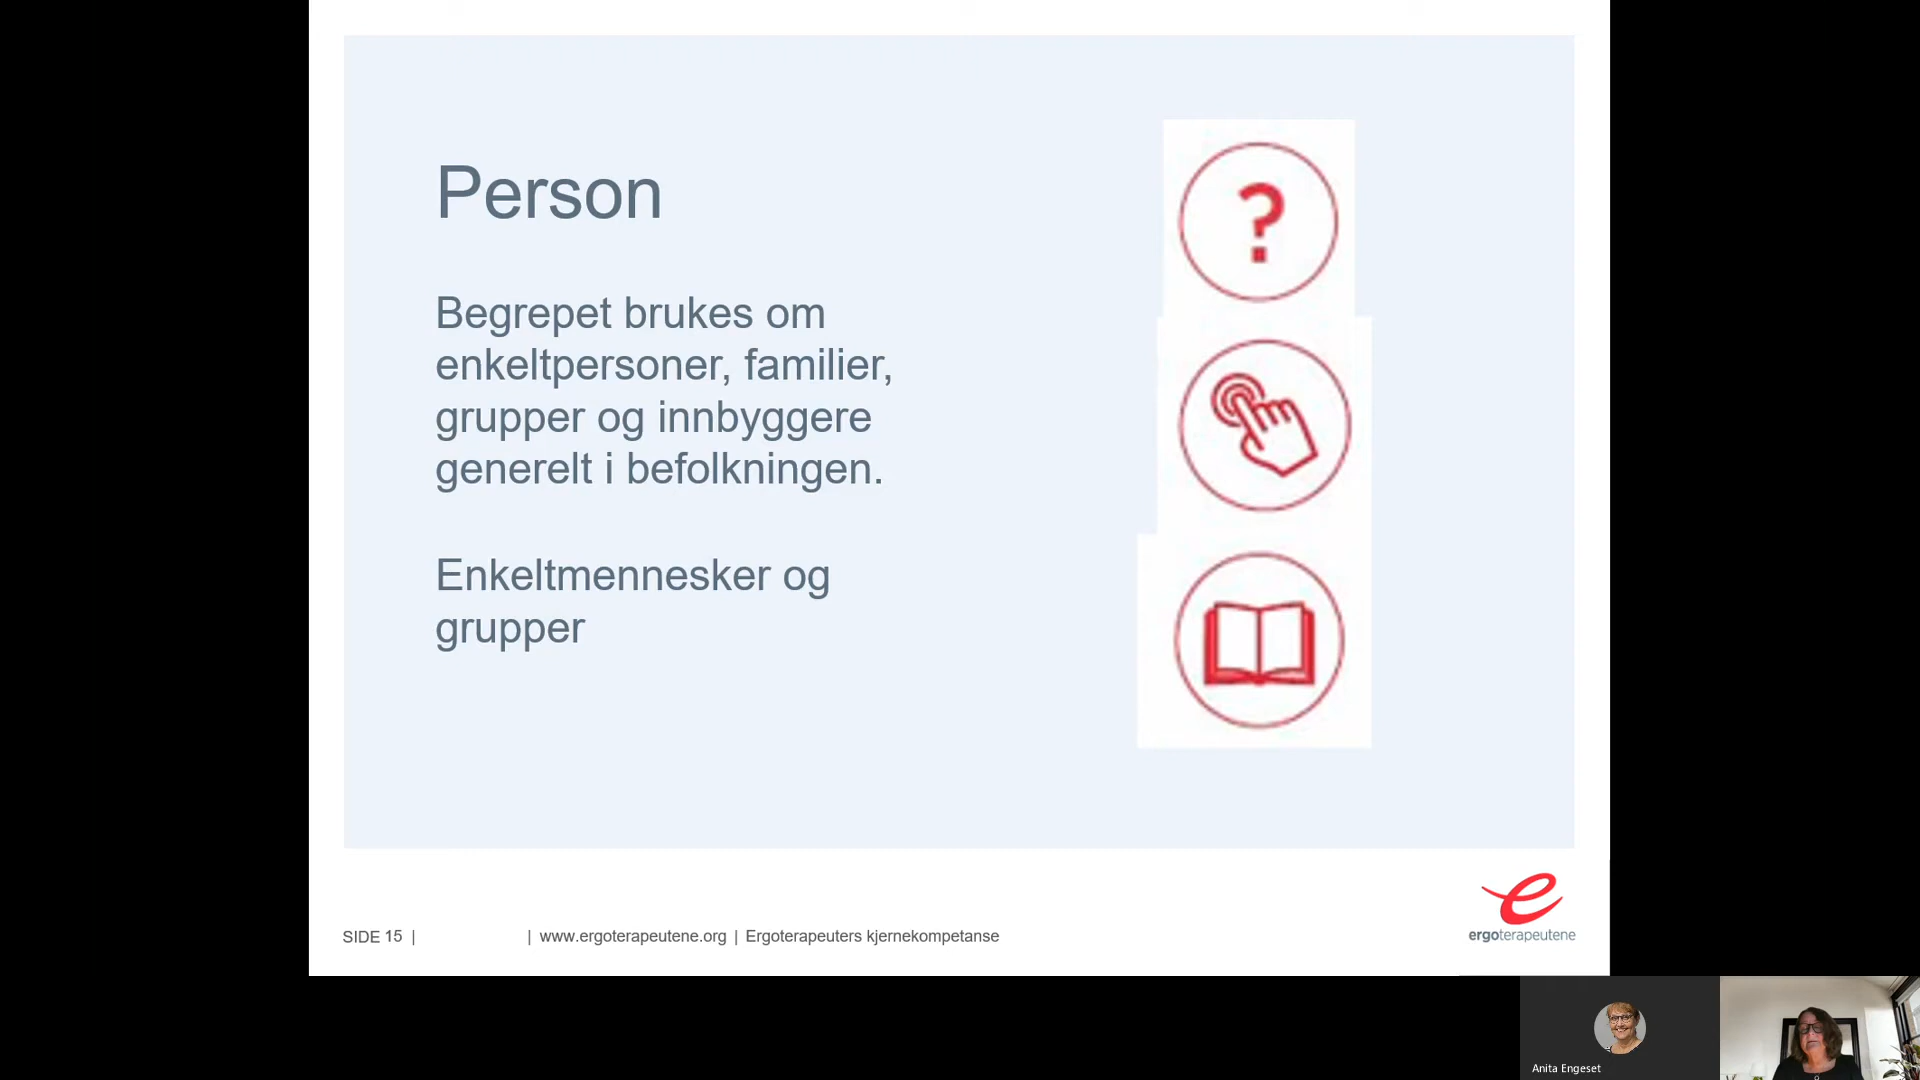 Person
Begrepet brukes om
enkeltpersoner, familier,
grupper og innbyggere
generelt i befolkningen.
Enkeltmennesker og
grupper
?
SIDE 15 | | www.ergoterapeutene.org | Ergoterapeuters kjernekompetanse
e
ergoterapeutene
Anita Engeset